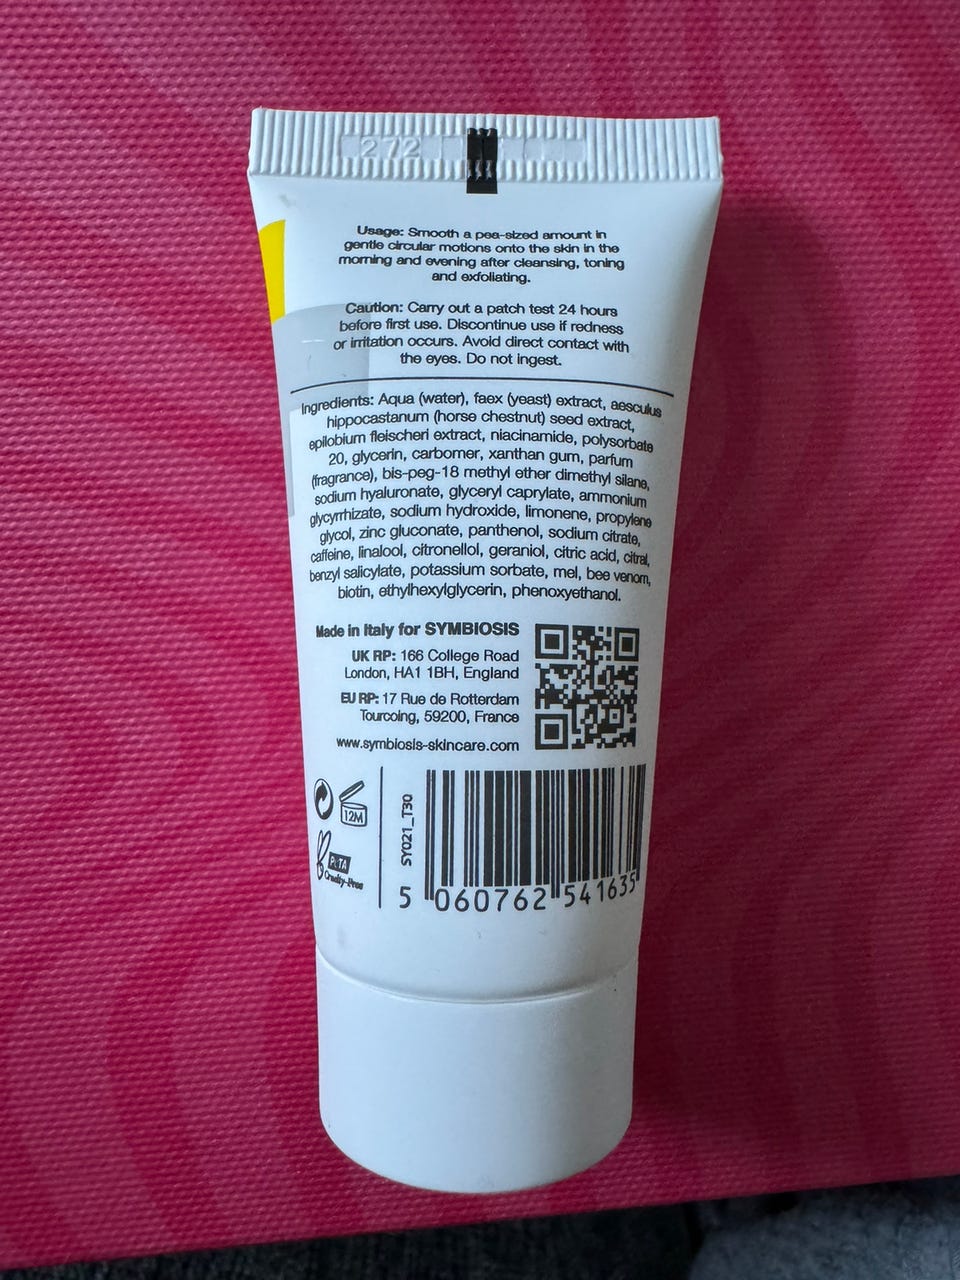 272
Usage: Smooth a pea-sized amount in
gentle circular motions onto the skin in the
morning and evening after cleansing, toning
and exfoliating.
Caution: Carry out a patch test 24 hours
before first use. Discontinue use if redness
or irritation occurs. Avoid direct contact with
the eyes. Do not ingest.
Ingredients: Aqua (water), faex (yeast) extract, aesculus
hippocastanum (horse chestnut) seed extract,
epilobium fleischeri extract, niacinamide, polysorbate
20, glycerin, carbomer, xanthan gum, parfum
(fragrance), bis-peg-18 methyl ether dimethyl silane,
sodium hyaluronate, glyceryl caprylate, ammonium
glycyrrhizate, sodium hydroxide, limonene, propylene
glycol, zinc gluconate, panthenol, sodium citrate,
caffeine, linalool, citronellol, geraniol, citric acid, citral,
benzyl salicylate, potassium sorbate, mel, bee venom,
biotin, ethylhexylglycerin, phenoxyethanol.
Made in Italy for SYMBIOSIS
UK RP: 166 College Road
London, HA1 1BH, England
EU RP: 17 Rue de Rotterdam
Tourcoing, 59200, France
www.symbiosis-skincare.com
12M
PETA
Cruelty-Free
SY021_T30
5 060762 541635